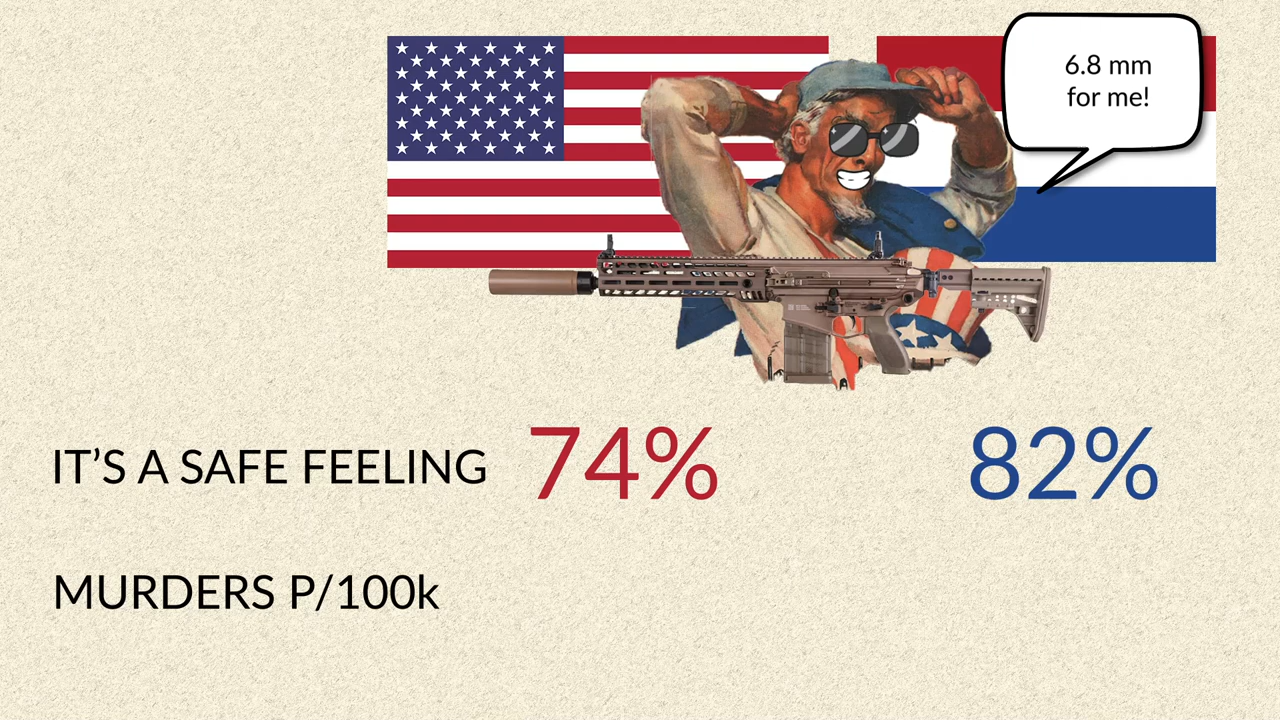 6.8 mm
for me!
IT’S A SAFE FEELING 74% 82%
MURDERS P/100k